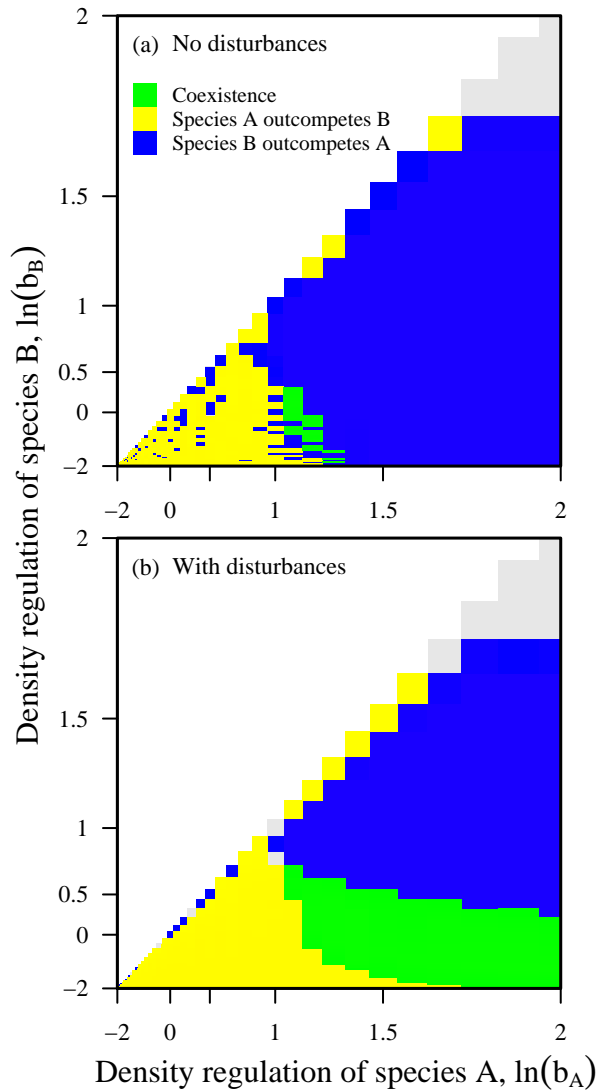 2
(a) No disturbances
Coexistence
Species A outcompetes B
Species B outcompetes A
1.5
1
0.5
0
−2
−2 0 1 1.5 2
Density regulation of species B, ln(bB)
2
(b) With disturbances
1.5
1
0.5
0
−2
−2 0 1 1.5 2
Density regulation of species A, ln(bA)